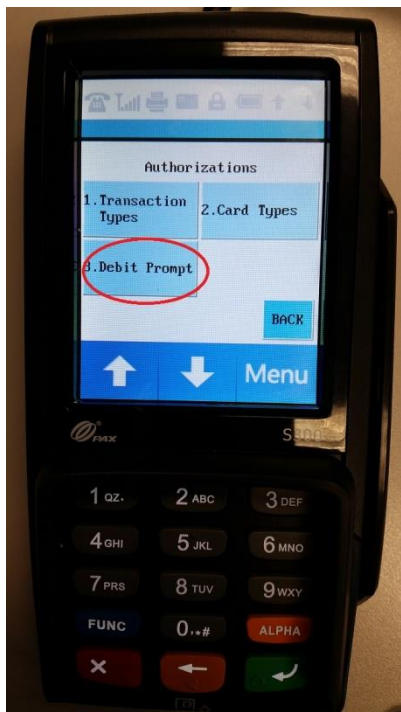 Authorizations
1.Transaction
Types
2.Card Types
3.Debit Prompt
BACK
Menu
PAX
S300
1 QZ.
2 ABC
3 DEF
4 GHI
5 JKL
6 MNO
7 PRS
8 TUV
9 WXY
FUNC
0,*#
ALPHA